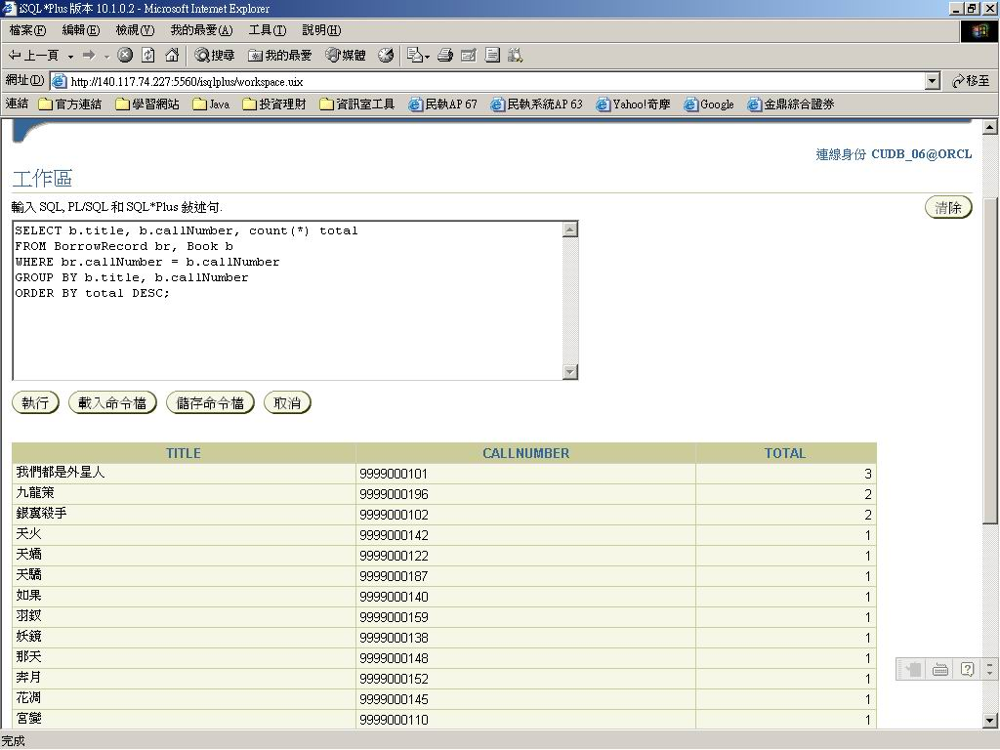 iSQL*Plus 版本 10.1.0.2 - Microsoft Internet Explorer
檔案(F) 編輯(E) 檢視(V) 我的最愛(A) 工具(T) 說明(H)
上一頁 搜尋 我的最愛 媒體
網址(D) http://140.117.74.227:5560/isqlplus/workspace.uix 移至
連結 官方連結 學習網站 Java 投資理財 資訊室工具 民執AP 67 民執系統AP 63 Yahoo!奇摩 Google 金鼎綜合證券
連線身份 CUDB_06@ORCL
工作區
輸入 SQL, PL/SQL 和 SQL*Plus 敘述句. 清除
SELECT b.title, b.callNumber, count(*) total
FROM BorrowRecord br, Book b
WHERE br.callNumber = b.callNumber
GROUP BY b.title, b.callNumber
ORDER BY total DESC;
執行 載入命令檔 儲存命令檔 取消
TITLE CALLNUMBER TOTAL
我們都是外星人 9999000101 3
九龍策 9999000196 2
銀翼殺手 9999000102 2
天火 9999000142 1
天嬌 9999000122 1
天驕 9999000187 1
如果 9999000140 1
羽釵 9999000159 1
妖鏡 9999000138 1
那天 9999000148 1
奔月 9999000152 1
花凋 9999000145 1
宮變 9999000110 1
完成